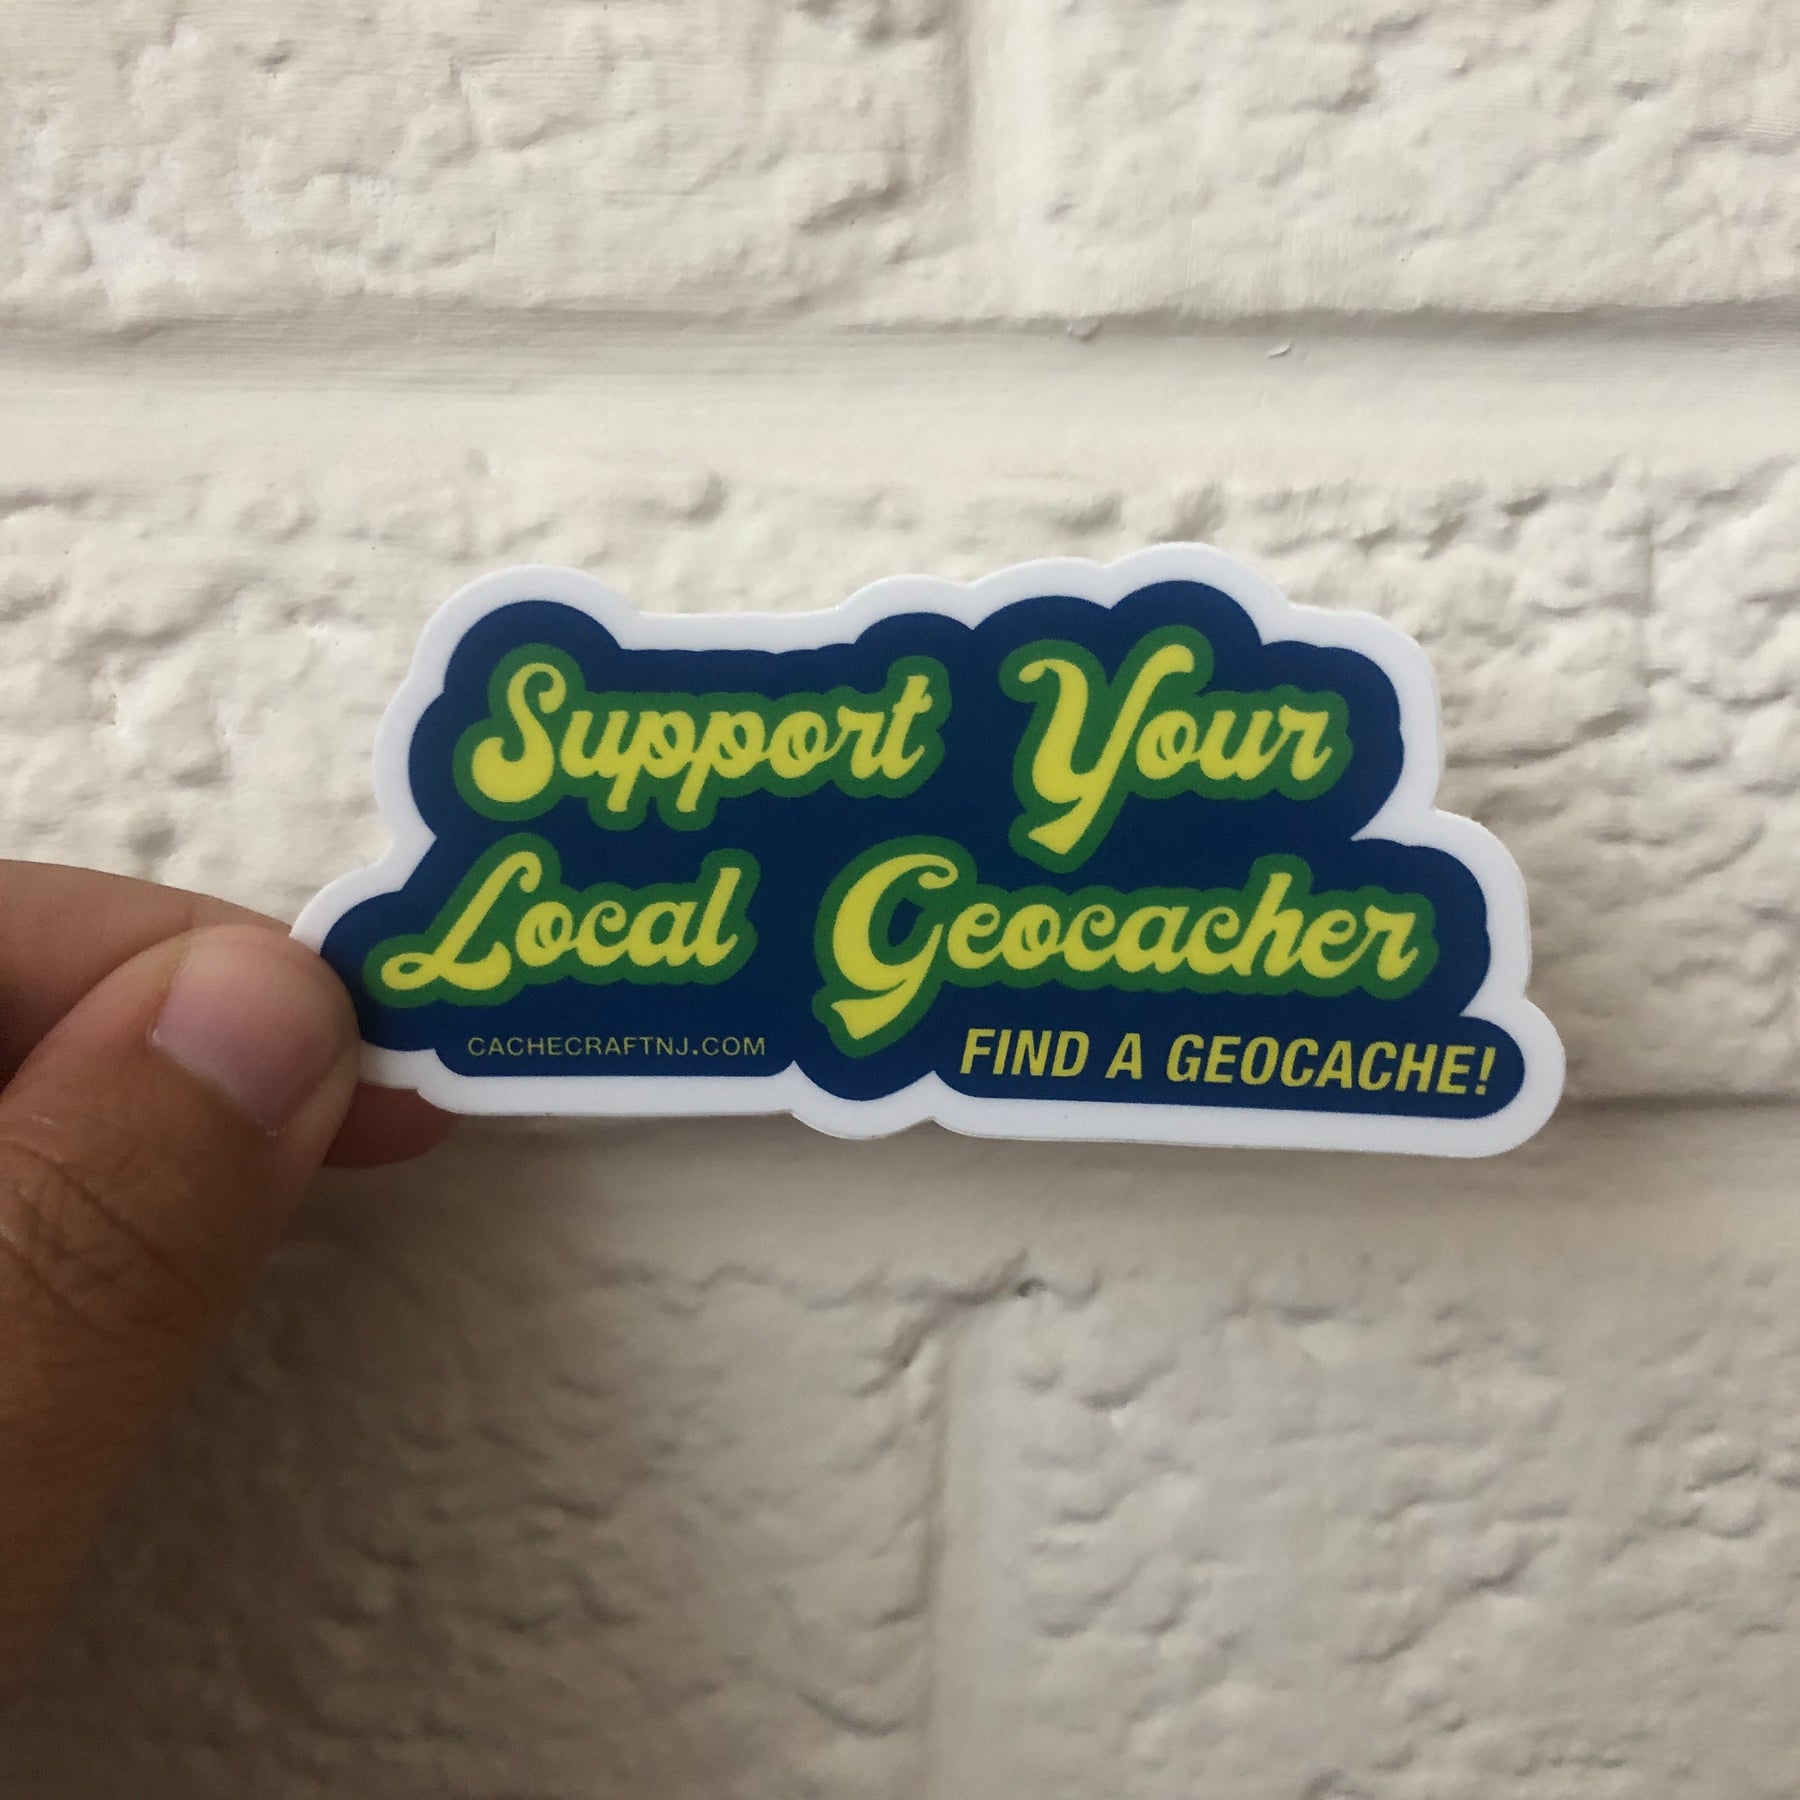 Support Your
Local Geocacher
CACHECRAFTNJ.COM
FIND A GEOCACHE!